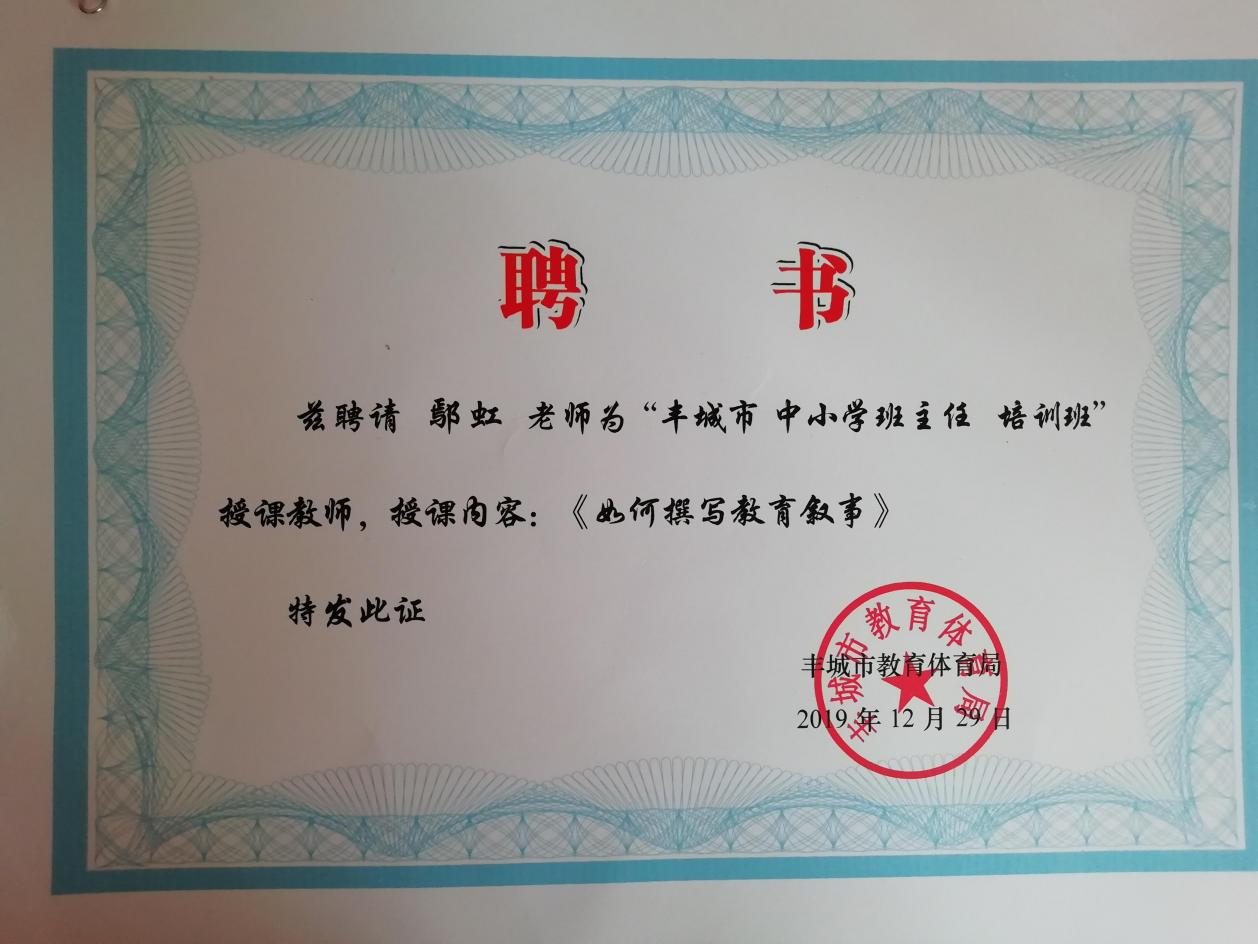 聘 书
兹聘请 鄢虹 老师为“丰城市 中小学班主任 培训班”
授课教师，授课内容：《如何撰写教育叙事》
特发此证
丰城市教育体育局
2019 年 12 月 29 日
丰城市教育体育局